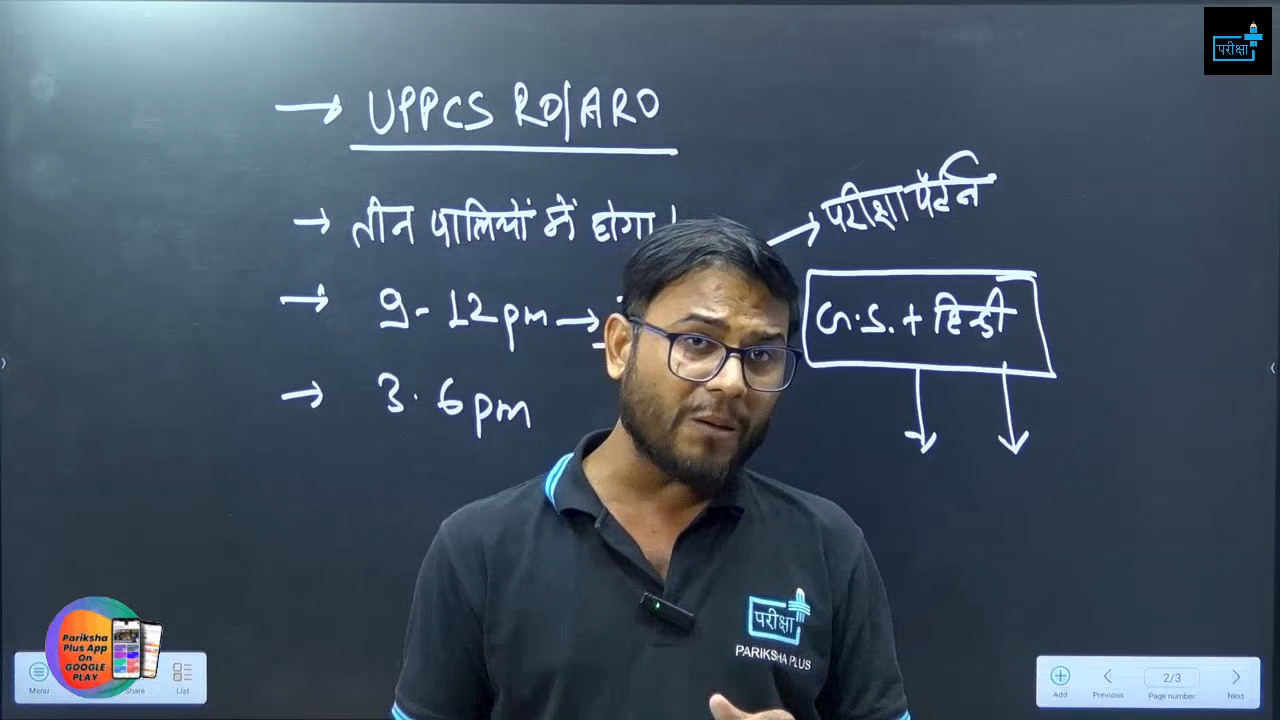 परीक्षा
→ UPPCS RO/ARO
→ तीन पालियों में होगा।
→ परीक्षा पैटर्न
→ 9-12pm →
G.S. + हिन्दी
→ 3.6pm
परीक्षा
PARIKSHA PLUS
Pariksha
Plus App
On
GOOGLE
PLAY
Menu
Share
List
Add
Previous
2/3
Page number
Next